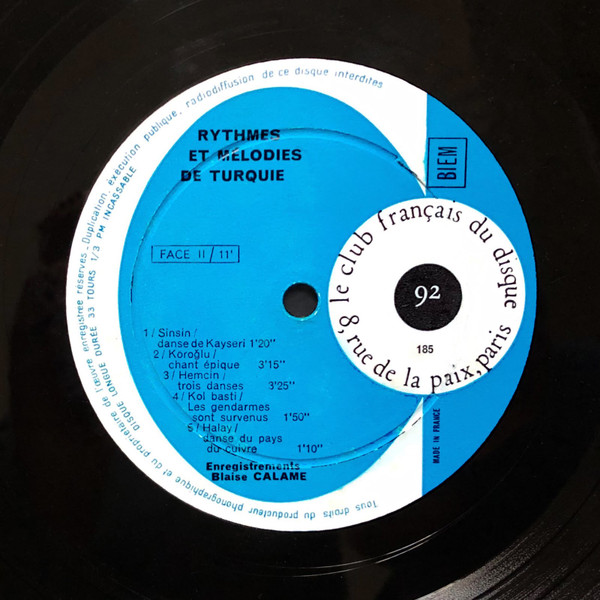 RYTHMES
ET MÉLODIES
DE TURQUIE
BIEM
FACE II / 11'
le club français du disque
8, rue de la paix, paris
92
185
1 / Sinsin /
danse de Kayseri 1'20"
2 / Koroğlu /
chant épique 3'15"
3 / Hemcin /
trois danses 3'25"
4 / Kol basti /
Les gendarmes
sont survenus 1'50"
5 / Halay /
danse du pays
du cuivre 1'10"
Enregistrements
Blaise CALAME
MADE IN FRANCE
Tous droits du producteur phonographique et du propriétaire de l'œuvre enregistrée réservés - Duplication, exécution publique, radiodiffusion de ce disque interdites
DISQUE LONGUE DURÉE 33 TOURS 1/3 PM INCASSABLE